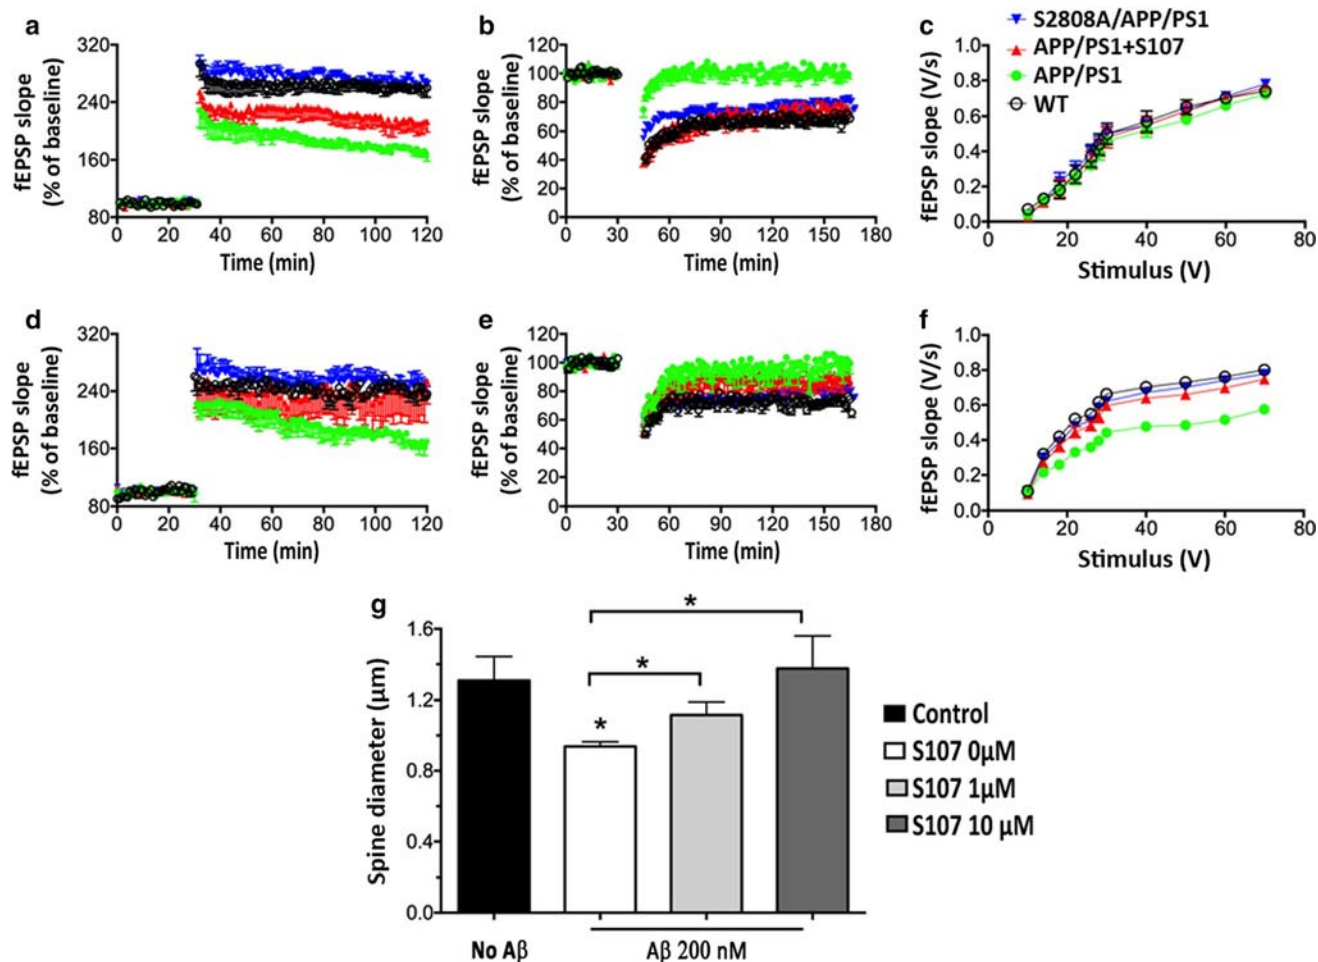 a
fEPSP slope
(% of baseline)
320
240
160
80
0 20 40 60 80 100 120
Time (min)
b
fEPSP slope
(% of baseline)
120
100
80
60
40
20
0
0 30 60 90 120 150 180
Time (min)
c
S2808A/APP/PS1
APP/PS1+S107
APP/PS1
WT
fEPSP slope (V/s)
1.0
0.8
0.6
0.4
0.2
0.0
0 20 40 60 80
Stimulus (V)
d
fEPSP slope
(% of baseline)
320
240
160
80
0 20 40 60 80 100 120
Time (min)
e
fEPSP slope
(% of baseline)
120
100
80
60
40
20
0
0 30 60 90 120 150 180
Time (min)
f
fEPSP slope (V/s)
1.0
0.8
0.6
0.4
0.2
0.0
0 20 40 60 80
Stimulus (V)
g
Spine diameter (µm)
1.6
1.2
0.8
0.4
0.0
*
*
*
Control
S107 0µM
S107 1µM
S107 10 µM
No Aβ
Aβ 200 nM